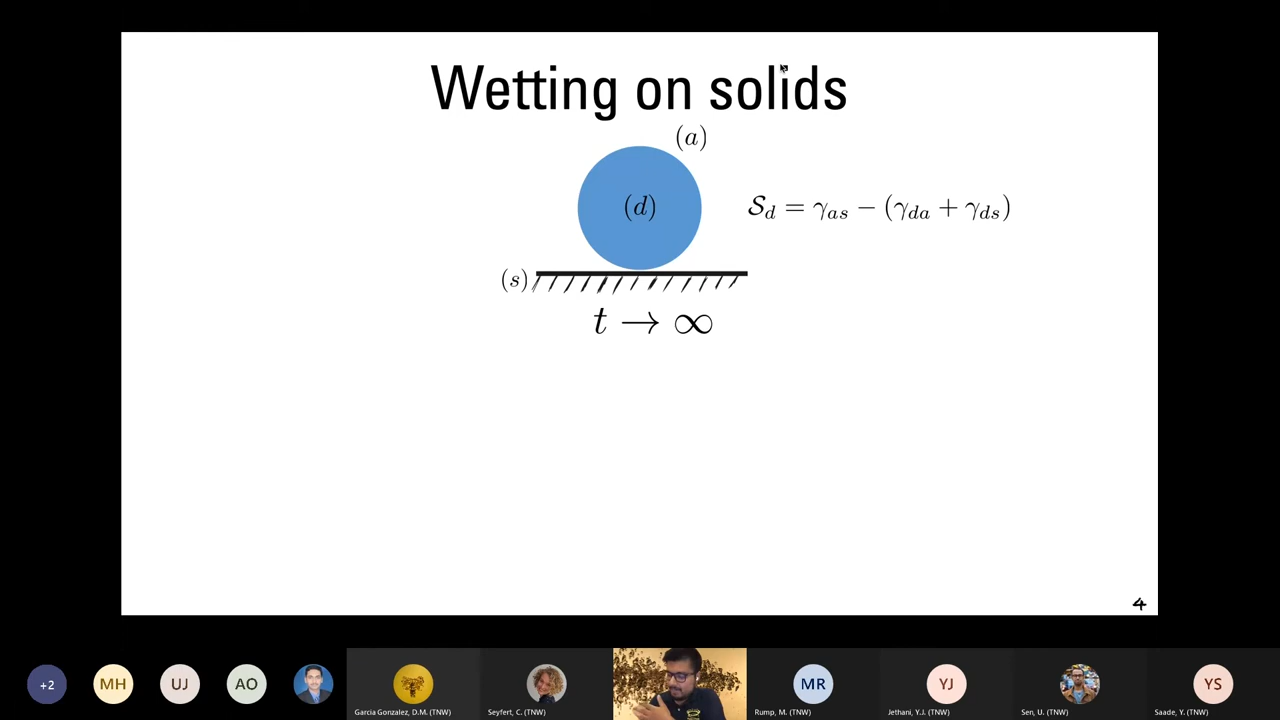 Wetting on solids
(a)
(d)
𝒮_d = γ_as − (γ_da + γ_ds)
(s)
t → ∞
4
+2
MH
UJ
AO
MR
YJ
YS
Garcia Gonzalez, D.M. (TNW)
Seyfert, C. (TNW)
Rump, M. (TNW)
Jethani, Y.J. (TNW)
Sen, U. (TNW)
Saade, Y. (TNW)